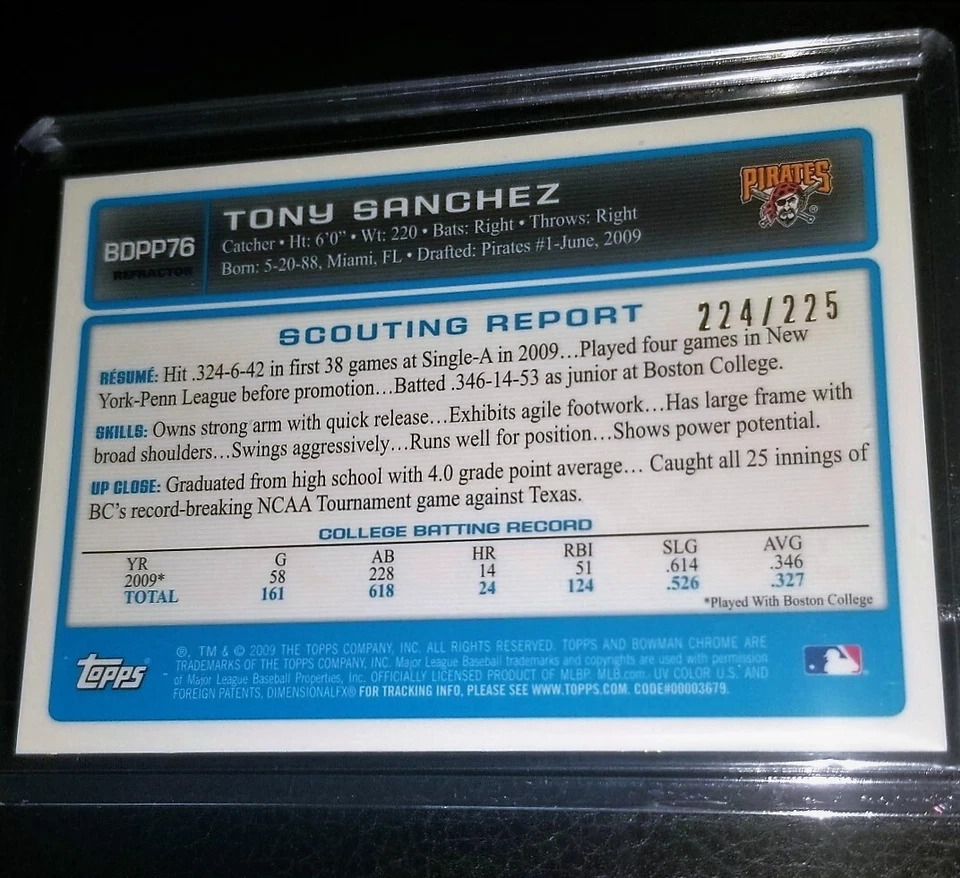 TONY SANCHEZ
PIRATES
BDPP76
REFRACTOR
Catcher • Ht: 6'0" • Wt: 220 • Bats: Right • Throws: Right
Born: 5-20-88, Miami, FL • Drafted: Pirates #1-June, 2009
SCOUTING REPORT
224/225
RÉSUMÉ: Hit .324-6-42 in first 38 games at Single-A in 2009...Played four games in New
York-Penn League before promotion...Batted .346-14-53 as junior at Boston College.
SKILLS: Owns strong arm with quick release...Exhibits agile footwork...Has large frame with
broad shoulders...Swings aggressively...Runs well for position...Shows power potential.
UP CLOSE: Graduated from high school with 4.0 grade point average... Caught all 25 innings of
BC's record-breaking NCAA Tournament game against Texas.
COLLEGE BATTING RECORD
YR G AB HR RBI SLG AVG
2009* 58 228 14 51 .614 .346
TOTAL 161 618 24 124 .526 .327
*Played With Boston College
Topps
®, TM & © 2009 THE TOPPS COMPANY, INC. ALL RIGHTS RESERVED. TOPPS AND BOWMAN CHROME ARE
TRADEMARKS OF THE TOPPS COMPANY, INC. Major League Baseball trademarks and copyrights are used with permission
of Major League Baseball Properties, Inc. OFFICIALLY LICENSED PRODUCT OF MLBP. MLB.com. UV COLOR U.S. AND
FOREIGN PATENTS, DIMENSIONALFX® FOR TRACKING INFO, PLEASE SEE WWW.TOPPS.COM. CODE#00003679.